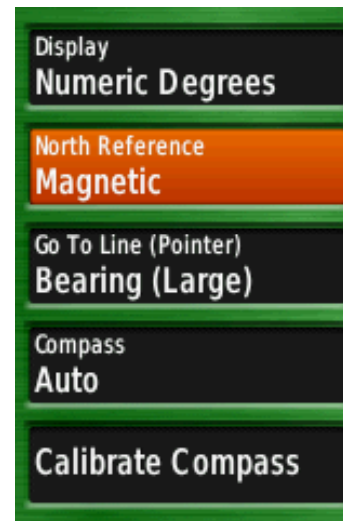 Display
Numeric Degrees
North Reference
Magnetic
Go To Line (Pointer)
Bearing (Large)
Compass
Auto
Calibrate Compass